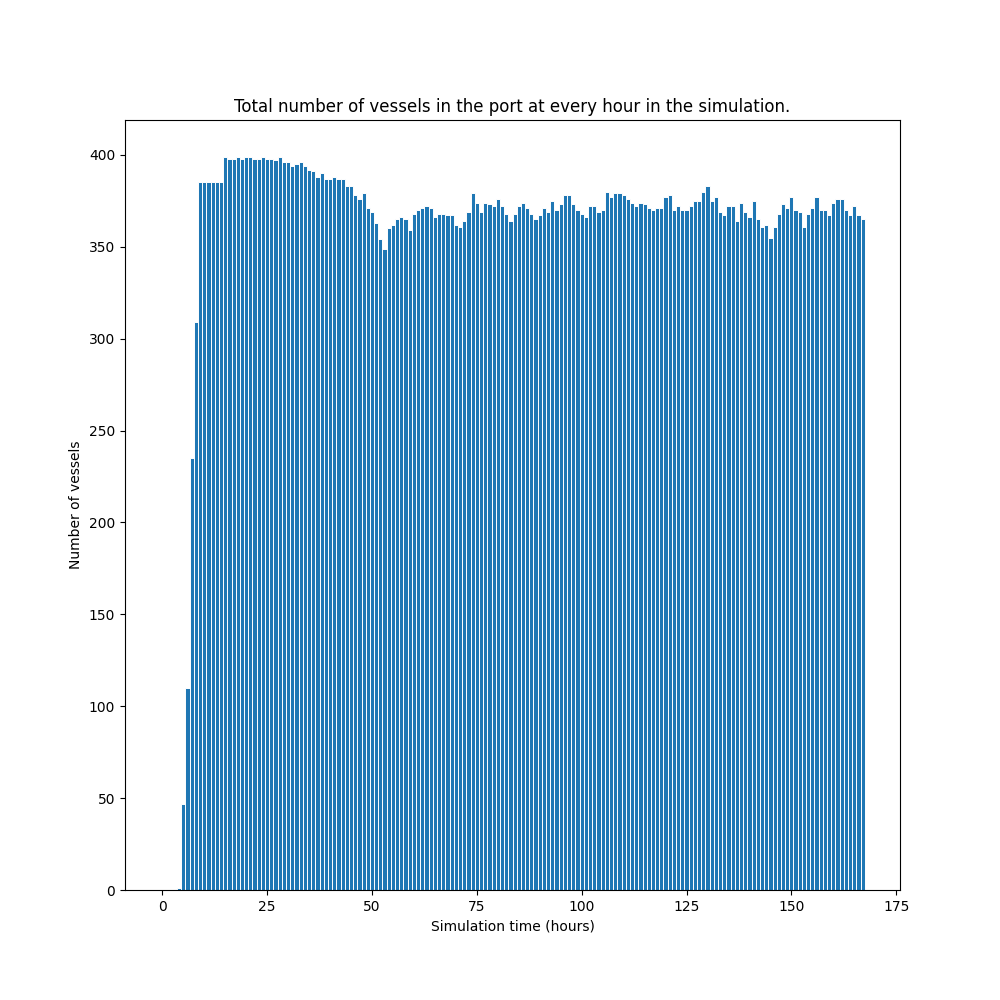 Total number of vessels in the port at every hour in the simulation.
400
350
300
250
200
150
100
50
0
Number of vessels
0 25 50 75 100 125 150 175
Simulation time (hours)